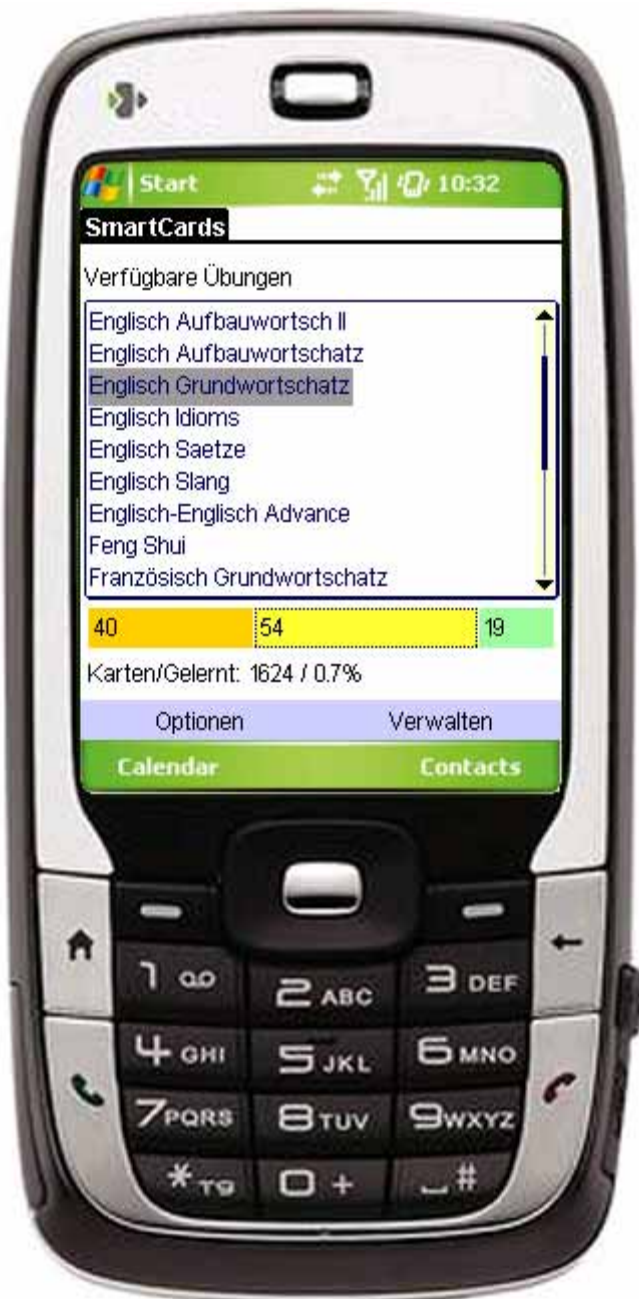 Start 10:32
SmartCards
Verfügbare Übungen
Englisch Aufbauwortsch II
Englisch Aufbauwortschatz
Englisch Grundwortschatz
Englisch Idioms
Englisch Saetze
Englisch Slang
Englisch-Englisch Advance
Feng Shui
Französisch Grundwortschatz
40 54 19
Karten/Gelernt: 1624 / 0.7%
Optionen Verwalten
Calendar Contacts
1 2 ABC 3 DEF
4 GHI 5 JKL 6 MNO
7 PQRS 8 TUV 9 WXYZ
* T9 0 + #